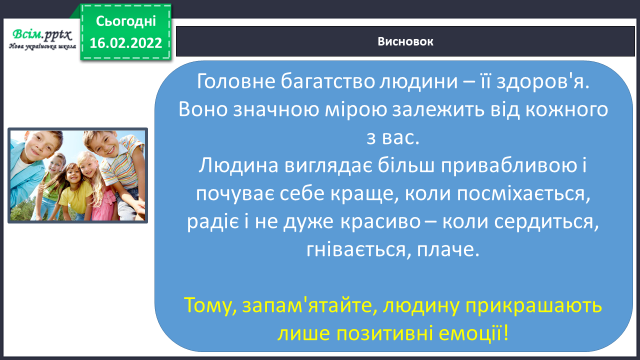 Всім.pptx
Нова українська школа
Сьогодні
16.02.2022
Висновок
Головне багатство людини – її здоров'я.
Воно значною мірою залежить від кожного
з вас.
Людина виглядає більш привабливою і
почуває себе краще, коли посміхається,
радіє і не дуже красиво – коли сердиться,
гнівається, плаче.
Тому, запам'ятайте, людину прикрашають
лише позитивні емоції!